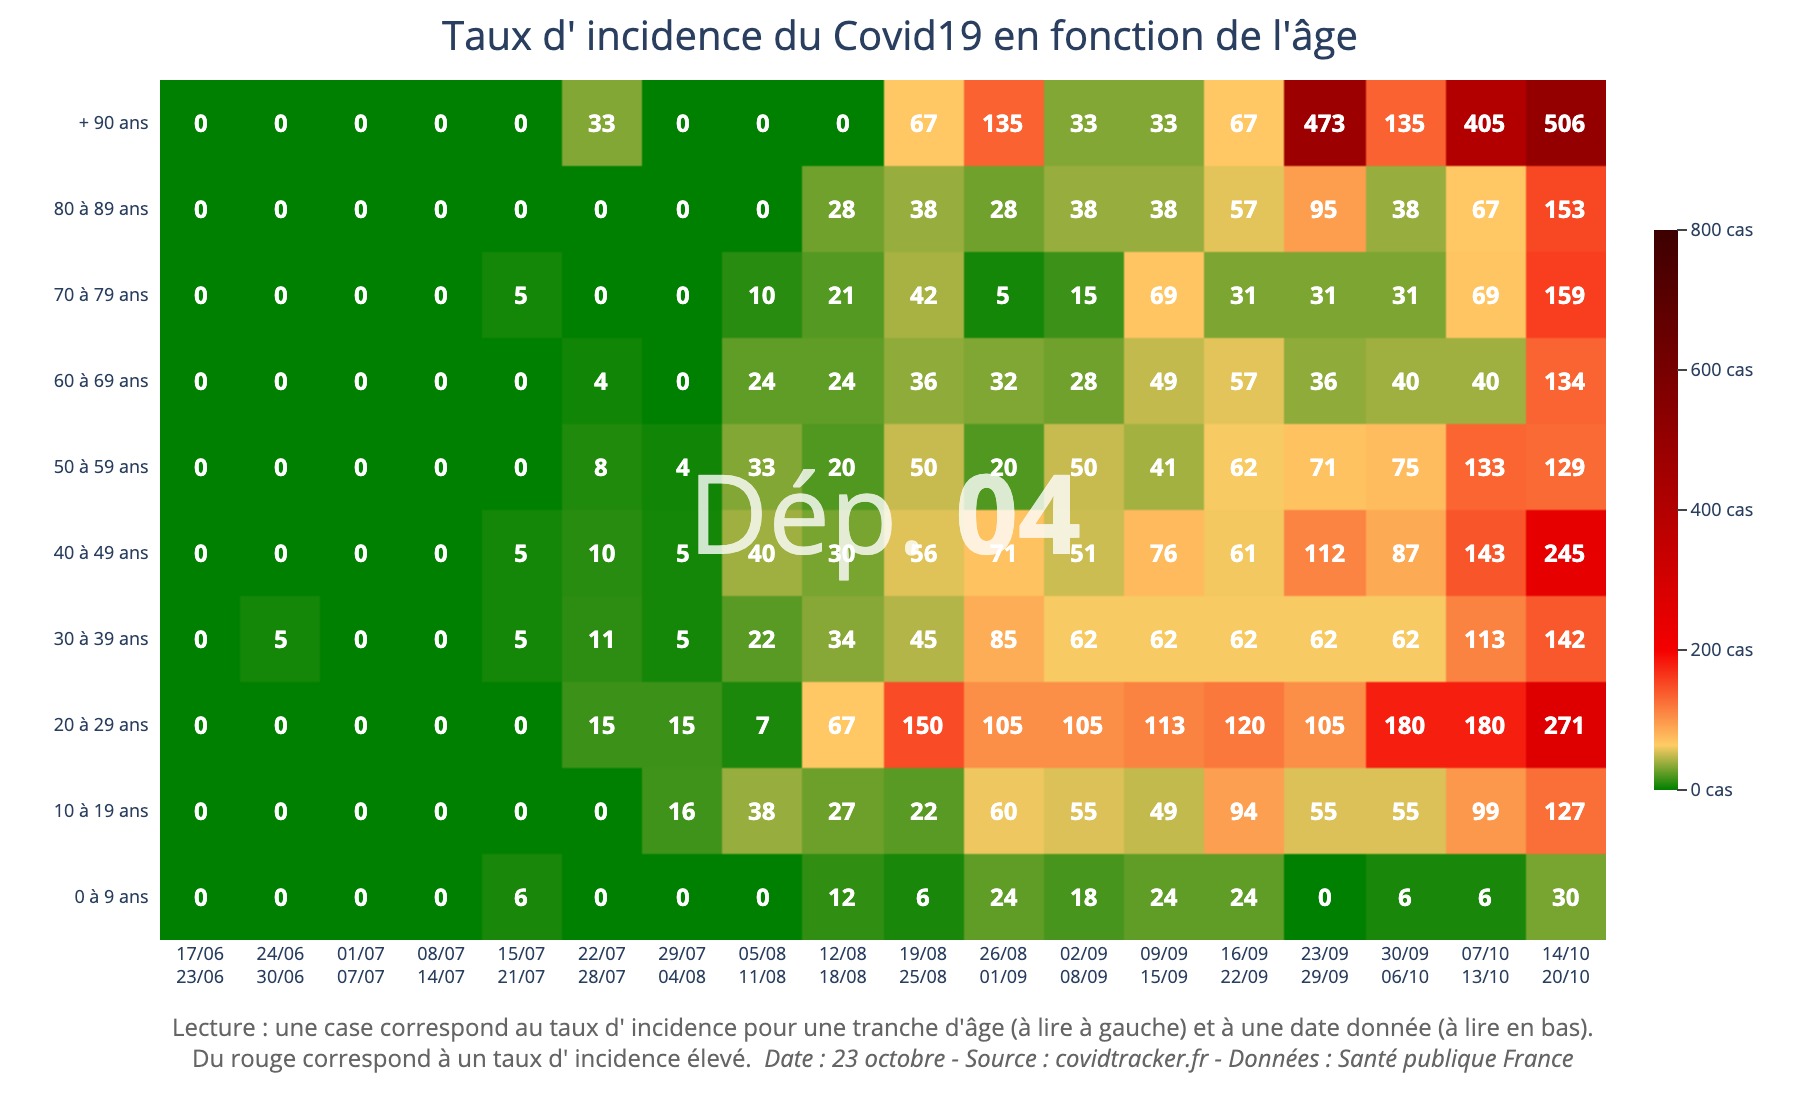 Taux d' incidence du Covid19 en fonction de l'âge
+ 90 ans 0 0 0 0 0 33 0 0 0 67 135 33 33 67 473 135 405 506
80 à 89 ans 0 0 0 0 0 0 0 0 28 38 28 38 38 57 95 38 67 153
800 cas
70 à 79 ans 0 0 0 0 5 0 0 10 21 42 5 15 69 31 31 31 69 159
600 cas
60 à 69 ans 0 0 0 0 0 4 0 24 24 36 32 28 49 57 36 40 40 134
50 à 59 ans 0 0 0 0 0 8 4 33 20 50 20 50 41 62 71 75 133 129
Dép. 04
400 cas
40 à 49 ans 0 0 0 0 5 10 5 40 30 56 71 51 76 61 112 87 143 245
30 à 39 ans 0 5 0 0 5 11 5 22 34 45 85 62 62 62 62 62 113 142
200 cas
20 à 29 ans 0 0 0 0 0 15 15 7 67 150 105 105 113 120 105 180 180 271
0 cas
10 à 19 ans 0 0 0 0 0 0 16 38 27 22 60 55 49 94 55 55 99 127
0 à 9 ans 0 0 0 0 6 0 0 0 12 6 24 18 24 24 0 6 6 30
17/06 24/06 01/07 08/07 15/07 22/07 29/07 05/08 12/08 19/08 26/08 02/09 09/09 16/09 23/09 30/09 07/10 14/10
23/06 30/06 07/07 14/07 21/07 28/07 04/08 11/08 18/08 25/08 01/09 08/09 15/09 22/09 29/09 06/10 13/10 20/10
Lecture : une case correspond au taux d' incidence pour une tranche d'âge (à lire à gauche) et à une date donnée (à lire en bas).
Du rouge correspond à un taux d' incidence élevé. Date : 23 octobre - Source : covidtracker.fr - Données : Santé publique France